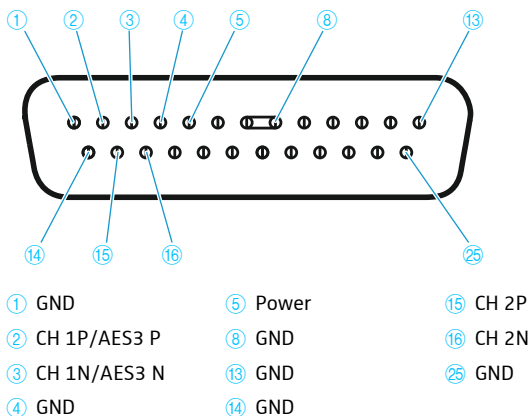 1 2 3 4 5 8 13
14 15 16 25
1 GND 5 Power 15 CH 2P
2 CH 1P/AES3 P 8 GND 16 CH 2N
3 CH 1N/AES3 N 13 GND 25 GND
4 GND 14 GND